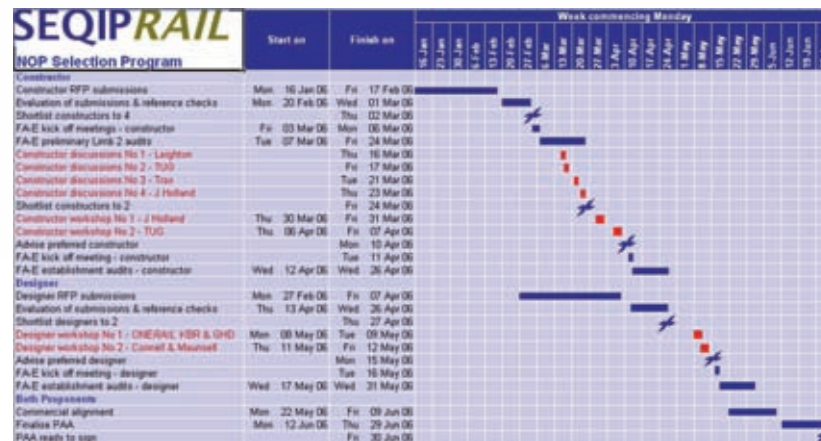 SEQIPRAIL
NOP Selection Program
Start on
Finish on
Week commencing Monday
16 Jan 23 Jan 30 Jan 6 Feb 13 Feb 20 Feb 27 Feb 6 Mar 13 Mar 20 Mar 27 Mar 3 Apr 10 Apr 17 Apr 24 Apr 1 May 8 May 15 May 22 May 29 May 5 Jun 12 Jun 19 Jun
Constructor
Constructor RFP submissions Mon 16 Jan 06 Fri 17 Feb 06
Evaluation of submissions & reference checks Mon 20 Feb 06 Wed 01 Mar 06
Shortlist constructors to 4 Thu 02 Mar 06
FA-E kick off meetings - constructor Fri 03 Mar 06 Mon 06 Mar 06
FA-E preliminary Limb 2 audits Tue 07 Mar 06 Fri 24 Mar 06
Constructor discussions No 1 - Leighton Thu 16 Mar 06
Constructor discussions No 2 - TUG Fri 17 Mar 06
Constructor discussions No 3 - Trax Tue 21 Mar 06
Constructor discussions No 4 - J Holland Thu 23 Mar 06
Shortlist constructors to 2 Fri 24 Mar 06
Constructor workshop No 1 - J Holland Thu 30 Mar 06 Fri 31 Mar 06
Constructor workshop No 2 - TUG Thu 06 Apr 06 Fri 07 Apr 06
Advise preferred constructor Mon 10 Apr 06
FA-E kick off meeting - constructor Tue 11 Apr 06
FA-E establishment audits - constructor Wed 12 Apr 06 Wed 26 Apr 06
Designer
Designer RFP submissions Mon 27 Feb 06 Fri 07 Apr 06
Evaluation of submissions & reference checks Thu 13 Apr 06 Wed 26 Apr 06
Shortlist designers to 2 Thu 27 Apr 06
Designer workshop No 1 - ONERAIL, KBR & GHD Mon 08 May 06 Tue 09 May 06
Designer workshop No 2 - Connell & Maunsell Thu 11 May 06 Fri 12 May 06
Advise preferred designer Mon 15 May 06
FA-E kick off meeting - designer Tue 16 May 06
FA-E establishment audits - designer Wed 17 May 06 Wed 31 May 06
Both Proponents
Commercial alignment Mon 22 May 06 Fri 09 Jun 06
Finalise PAA Mon 12 Jun 06 Thu 29 Jun 06
PAA ready to sign Fri 30 Jun 06